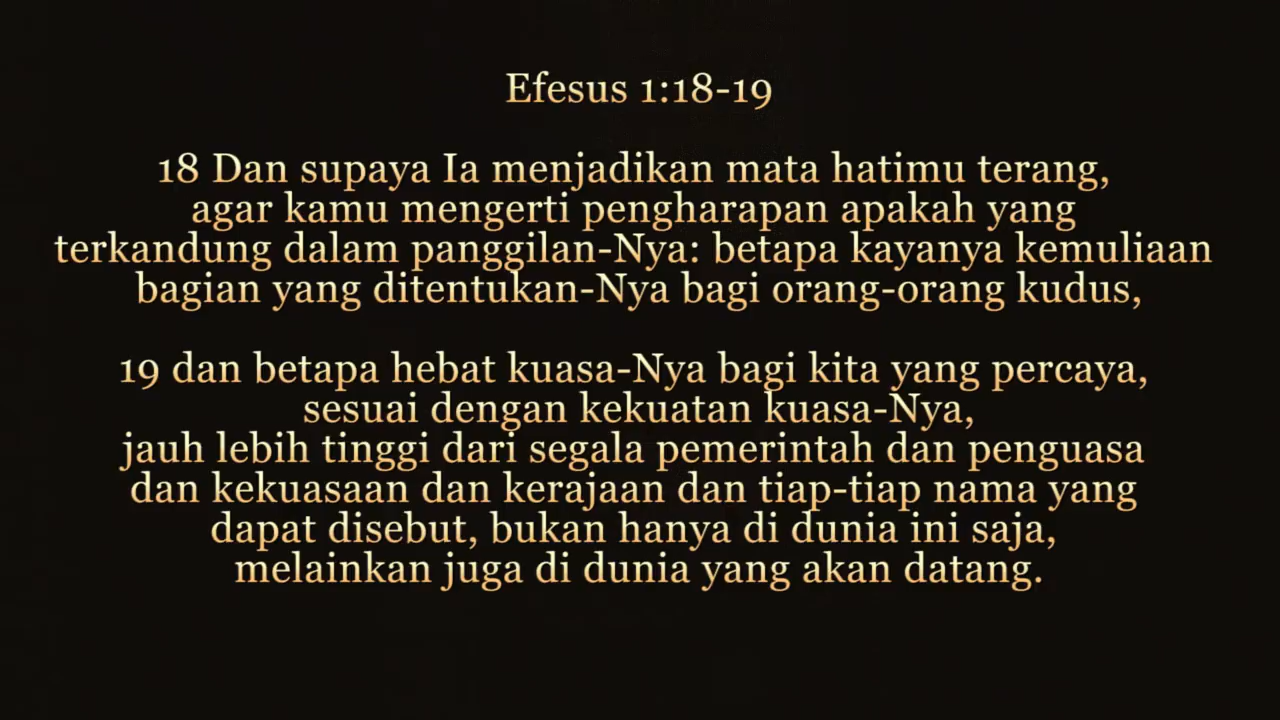 Efesus 1:18-19
18 Dan supaya Ia menjadikan mata hatimu terang,
agar kamu mengerti pengharapan apakah yang
terkandung dalam panggilan-Nya: betapa kayanya kemuliaan
bagian yang ditentukan-Nya bagi orang-orang kudus,
19 dan betapa hebat kuasa-Nya bagi kita yang percaya,
sesuai dengan kekuatan kuasa-Nya,
jauh lebih tinggi dari segala pemerintah dan penguasa
dan kekuasaan dan kerajaan dan tiap-tiap nama yang
dapat disebut, bukan hanya di dunia ini saja,
melainkan juga di dunia yang akan datang.